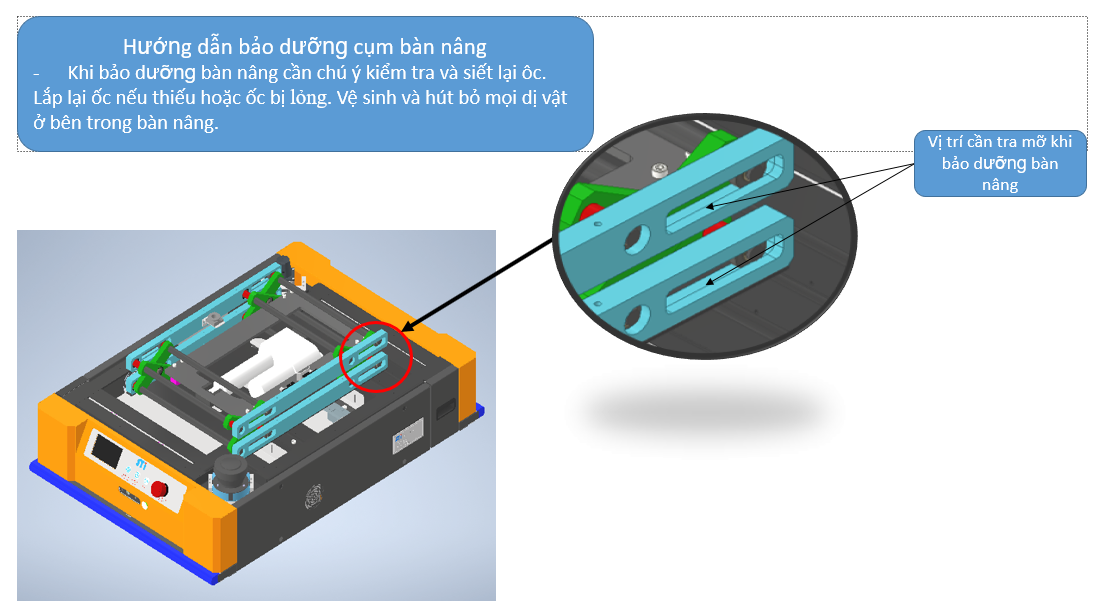 Hướng dẫn bảo dưỡng cụm bàn nâng
- Khi bảo dưỡng bàn nâng cần chú ý kiểm tra và siết lại ôc.
Lắp lại ốc nếu thiếu hoặc ốc bị lỏng. Vệ sinh và hút bỏ mọi dị vật
ở bên trong bàn nâng.
Vị trí cần tra mỡ khi
bảo dưỡng bàn
nâng
STI